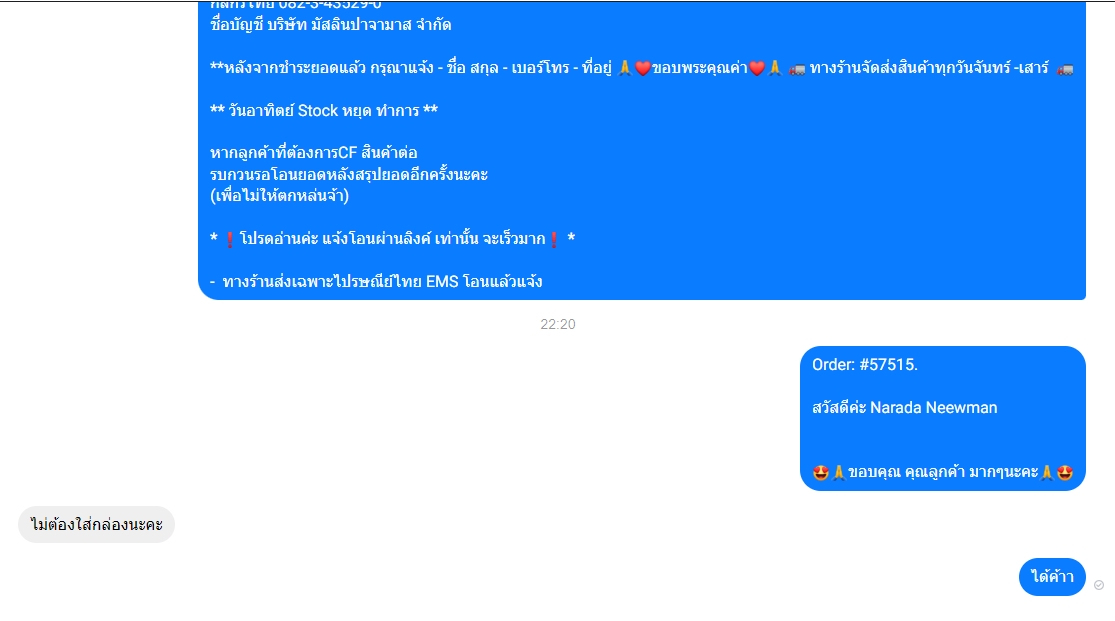 กสิกรไทย 082-3-43529-0
ชื่อบัญชี บริษัท มัสลินปาจามาส จำกัด
**หลังจากชำระยอดแล้ว กรุณาแจ้ง - ชื่อ สกุล - เบอร์โทร - ที่อยู่ 🙏❤️ขอบพระคุณค่า❤️🙏 🚛 ทางร้านจัดส่งสินค้าทุกวันจันทร์ -เสาร์ 🚛
** วันอาทิตย์ Stock หยุด ทำการ **
หากลูกค้าที่ต้องการCF สินค้าต่อ
รบกวนรอโอนยอดหลังสรุปยอดอีกครั้งนะคะ
(เพื่อไม่ให้ตกหล่นจ้า)
* ❗โปรดอ่านค่ะ แจ้งโอนผ่านลิงค์ เท่านั้น จะเร็วมาก❗ *
- ทางร้านส่งเฉพาะไปรษณีย์ไทย EMS โอนแล้วแจ้ง
22:20
Order: #57515.
สวัสดีค่ะ Narada Neewman
🤩🙏ขอบคุณ คุณลูกค้า มากๆนะคะ🙏🤩
ไม่ต้องใส่กล่องนะคะ
ได้ค้าา